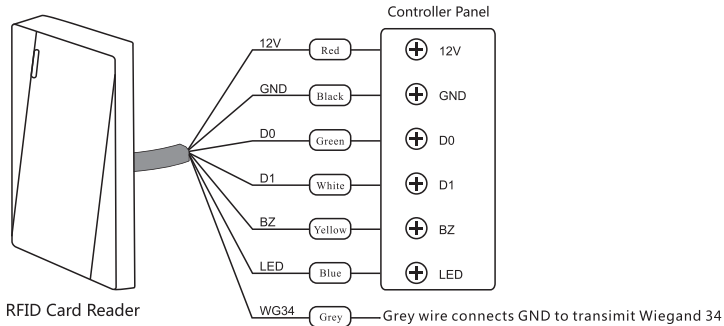 Controller Panel
12V Red 12V
GND Black GND
D0 Green D0
D1 White D1
BZ Yellow BZ
LED Blue LED
WG34 Grey Grey wire connects GND to transimit Wiegand 34
RFID Card Reader